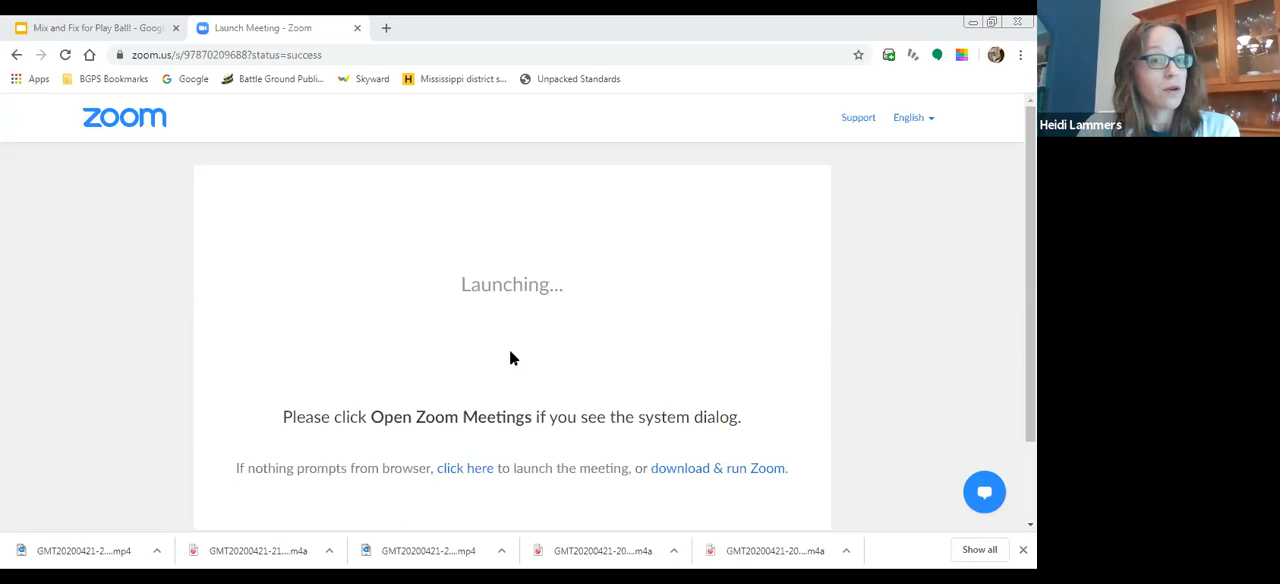 Mix and Fix for Play Ball! - Goog
Launch Meeting - Zoom
zoom.us/s/97870209688?status=success
Apps
BGPS Bookmarks
Google
Battle Ground Publi...
Skyward
Mississippi district s...
Unpacked Standards
zoom
Support
English
Heidi Lammers
Launching...
Please click Open Zoom Meetings if you see the system dialog.
If nothing prompts from browser, click here to launch the meeting, or download & run Zoom.
GMT20200421-2....mp4
GMT20200421-21....m4a
GMT20200421-2....mp4
GMT20200421-20....m4a
GMT20200421-20....m4a
Show all